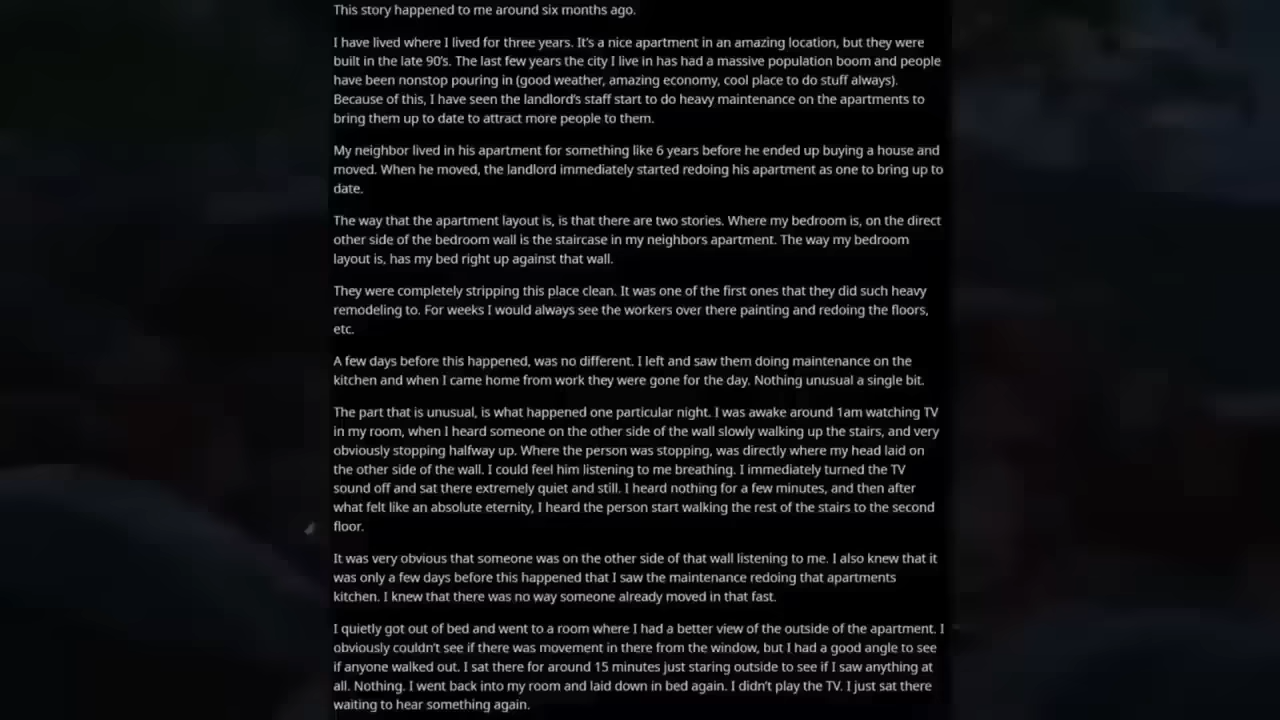 This story happened to me around six months ago.
I have lived where I lived for three years. It's a nice apartment in an amazing location, but they were
built in the late 90's. The last few years the city I live in has had a massive population boom and people
have been nonstop pouring in (good weather, amazing economy, cool place to do stuff always).
Because of this, I have seen the landlord's staff start to do heavy maintenance on the apartments to
bring them up to date to attract more people to them.
My neighbor lived in his apartment for something like 6 years before he ended up buying a house and
moved. When he moved, the landlord immediately started redoing his apartment as one to bring up to
date.
The way that the apartment layout is, is that there are two stories. Where my bedroom is, on the direct
other side of the bedroom wall is the staircase in my neighbors apartment. The way my bedroom
layout is, has my bed right up against that wall.
They were completely stripping this place clean. It was one of the first ones that they did such heavy
remodeling to. For weeks I would always see the workers over there painting and redoing the floors,
etc.
A few days before this happened, was no different. I left and saw them doing maintenance on the
kitchen and when I came home from work they were gone for the day. Nothing unusual a single bit.
The part that is unusual, is what happened one particular night. I was awake around 1am watching TV
in my room, when I heard someone on the other side of the wall slowly walking up the stairs, and very
obviously stopping halfway up. Where the person was stopping, was directly where my head laid on
the other side of the wall. I could feel him listening to me breathing. I immediately turned the TV
sound off and sat there extremely quiet and still. I heard nothing for a few minutes, and then after
what felt like an absolute eternity, I heard the person start walking the rest of the stairs to the second
floor.
It was very obvious that someone was on the other side of that wall listening to me. I also knew that it
was only a few days before this happened that I saw the maintenance redoing that apartments
kitchen. I knew that there was no way someone already moved in that fast.
I quietly got out of bed and went to a room where I had a better view of the outside of the apartment. I
obviously couldn't see if there was movement in there from the window, but I had a good angle to see
if anyone walked out. I sat there for around 15 minutes just staring outside to see if I saw anything at
all. Nothing. I went back into my room and laid down in bed again. I didn't play the TV. I just sat there
waiting to hear something again.